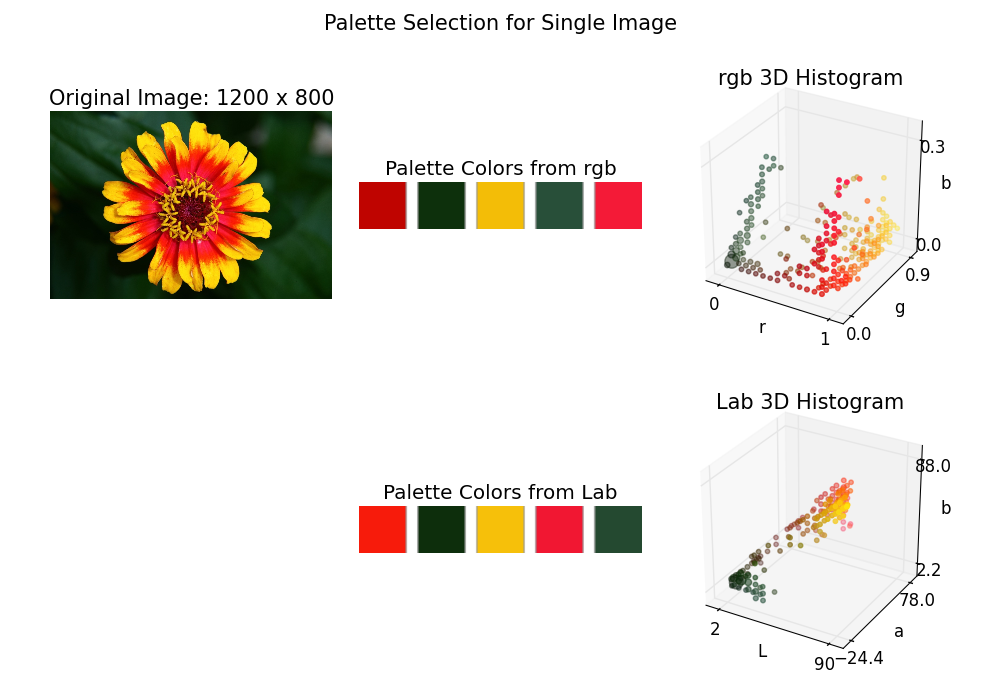 Palette Selection for Single Image
Original Image: 1200 x 800
Palette Colors from rgb
rgb 3D Histogram
0.3
b
0.0
0.9
g
0.0
0
r
1
Palette Colors from Lab
Lab 3D Histogram
88.0
b
2.2
78.0
a
−24.4
2
L
90